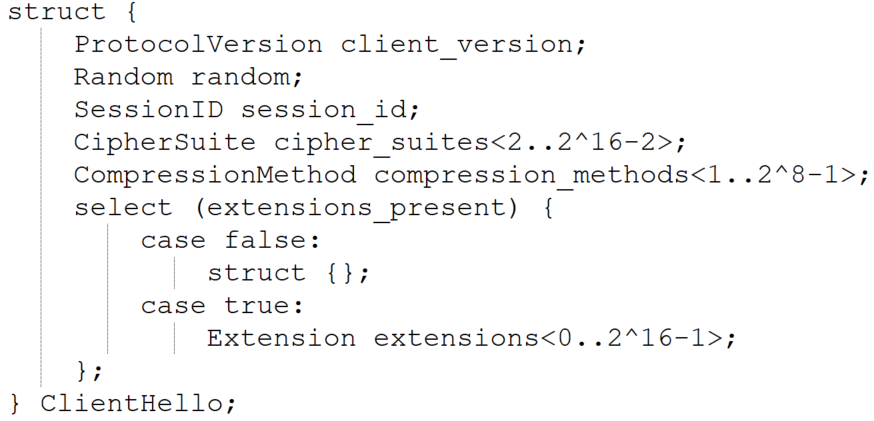 struct {
    ProtocolVersion client_version;
    Random random;
    SessionID session_id;
    CipherSuite cipher_suites<2..2^16-2>;
    CompressionMethod compression_methods<1..2^8-1>;
    select (extensions_present) {
        case false:
            struct {};
        case true:
            Extension extensions<0..2^16-1>;
    };
} ClientHello;